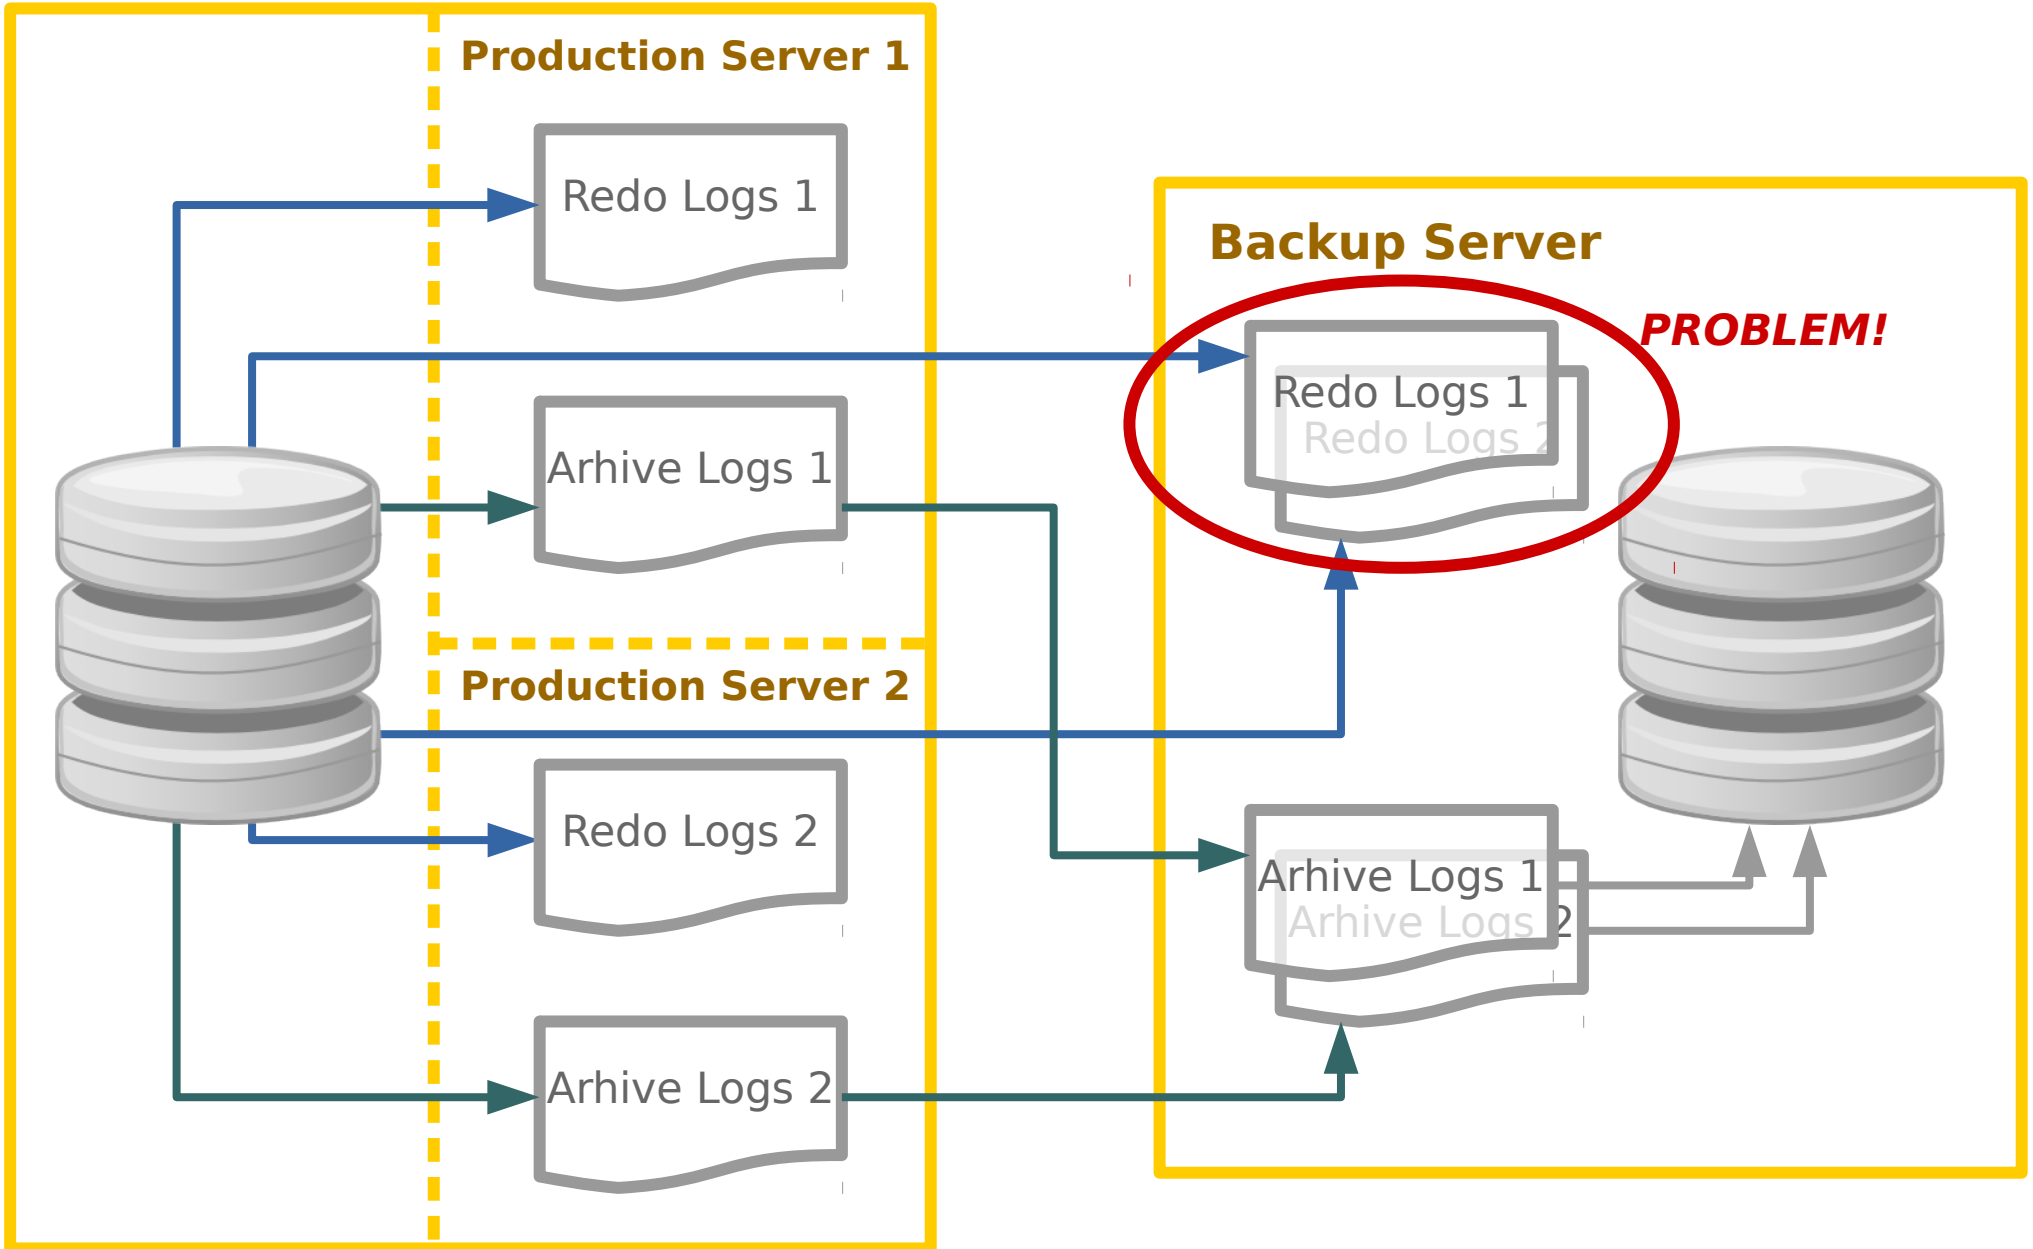 Production Server 1
Redo Logs 1
Arhive Logs 1
Production Server 2
Redo Logs 2
Arhive Logs 2
Backup Server
PROBLEM!
Redo Logs 1
Redo Logs 2
Arhive Logs 1
Arhive Logs 2